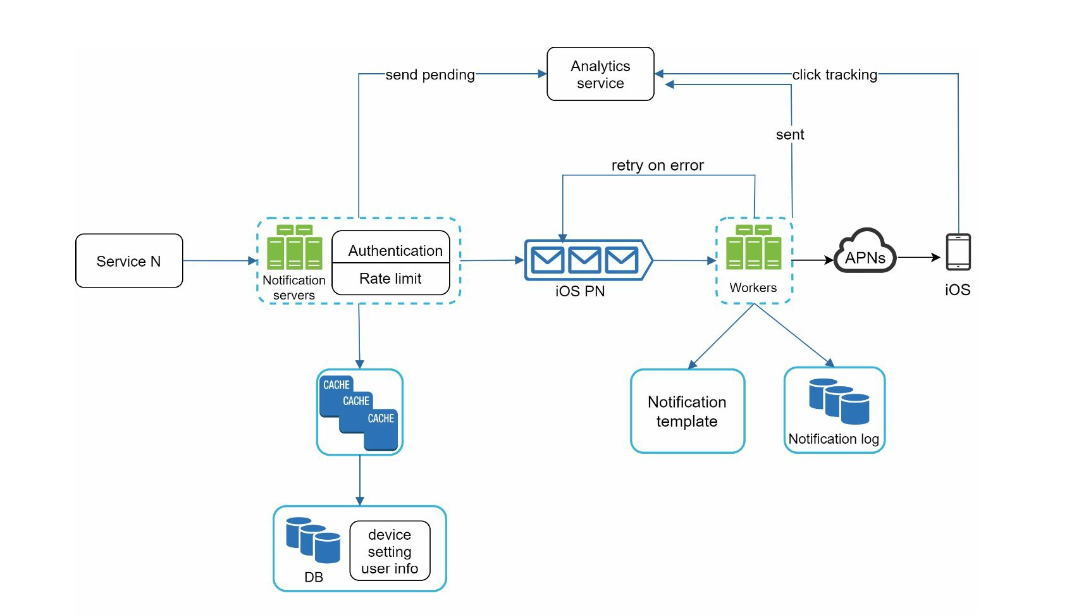 Analytics
service
send pending
click tracking
sent
retry on error
Service N
Notification
servers
Authentication
Rate limit
iOS PN
Workers
APNs
iOS
CACHE
CACHE
CACHE
Notification
template
Notification log
DB
device
setting
user info